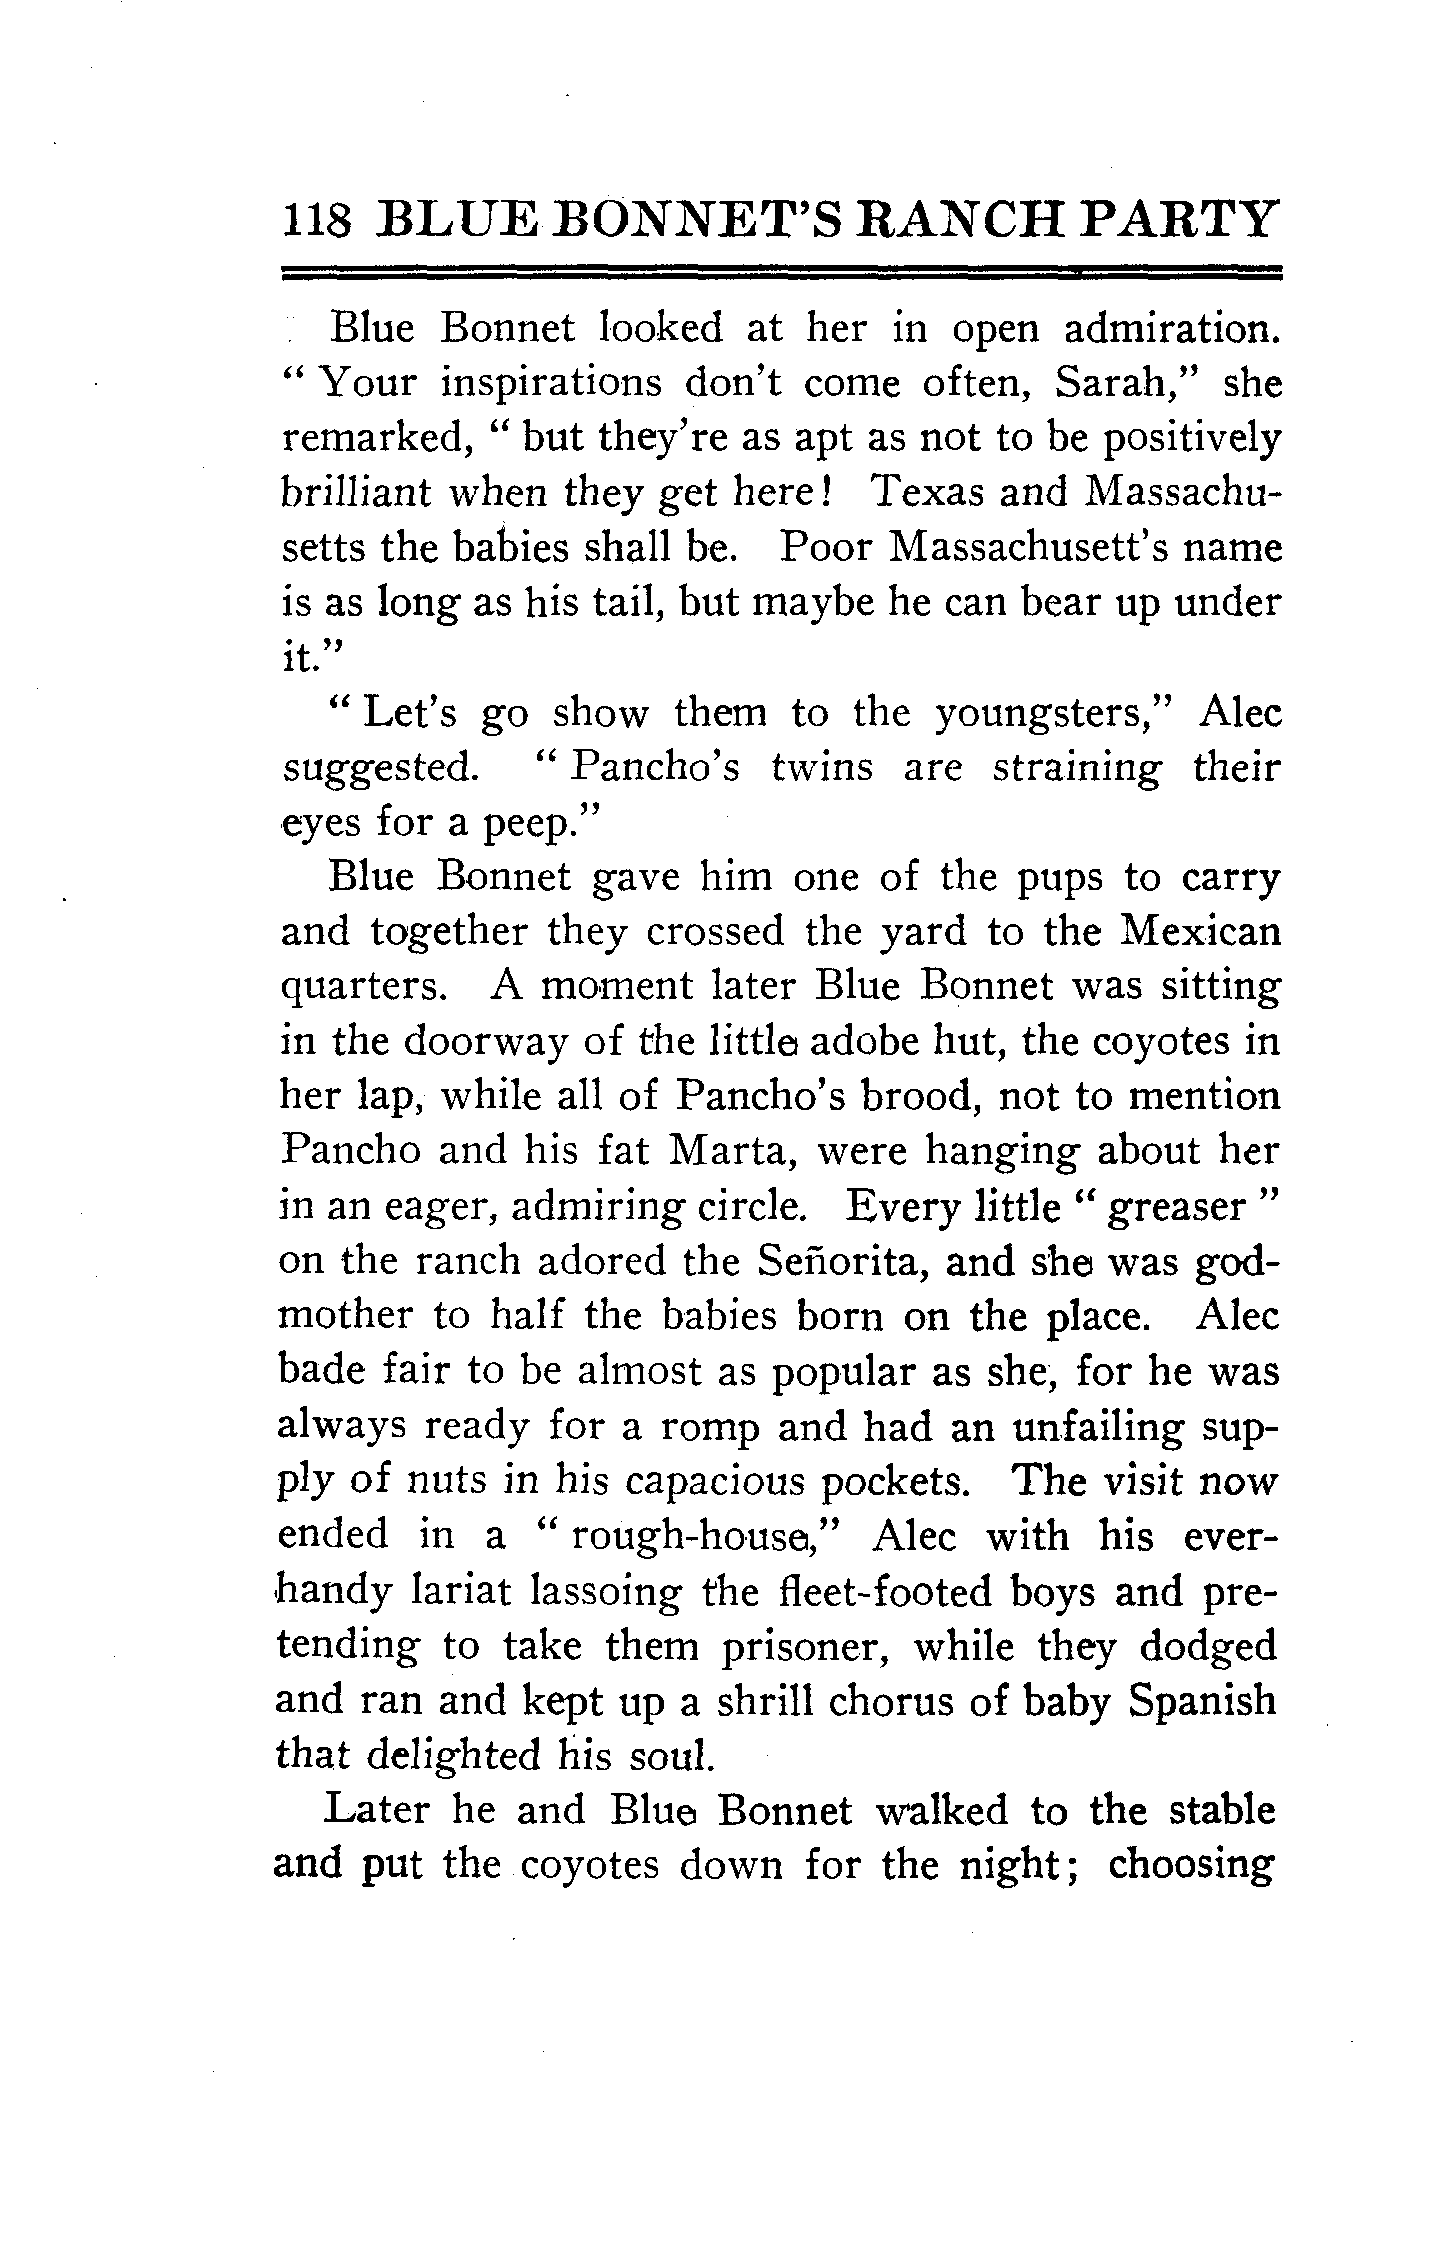 118 BLUE BONNET'S RANCH PARTY
Blue Bonnet looked at her in open admiration.
" Your inspirations don't come often, Sarah," she
remarked, " but they're as apt as not to be positively
brilliant when they get here! Texas and Massachu-
setts the babies shall be. Poor Massachusett's name
is as long as his tail, but maybe he can bear up under
it."
" Let's go show them to the youngsters," Alec
suggested. " Pancho's twins are straining their
eyes for a peep."
Blue Bonnet gave him one of the pups to carry
and together they crossed the yard to the Mexican
quarters. A moment later Blue Bonnet was sitting
in the doorway of the little adobe hut, the coyotes in
her lap, while all of Pancho's brood, not to mention
Pancho and his fat Marta, were hanging about her
in an eager, admiring circle. Every little " greaser "
on the ranch adored the Señorita, and she was god-
mother to half the babies born on the place. Alec
bade fair to be almost as popular as she, for he was
always ready for a romp and had an unfailing sup-
ply of nuts in his capacious pockets. The visit now
ended in a " rough-house," Alec with his ever-
handy lariat lassoing the fleet-footed boys and pre-
tending to take them prisoner, while they dodged
and ran and kept up a shrill chorus of baby Spanish
that delighted his soul.
Later he and Blue Bonnet walked to the stable
and put the coyotes down for the night; choosing